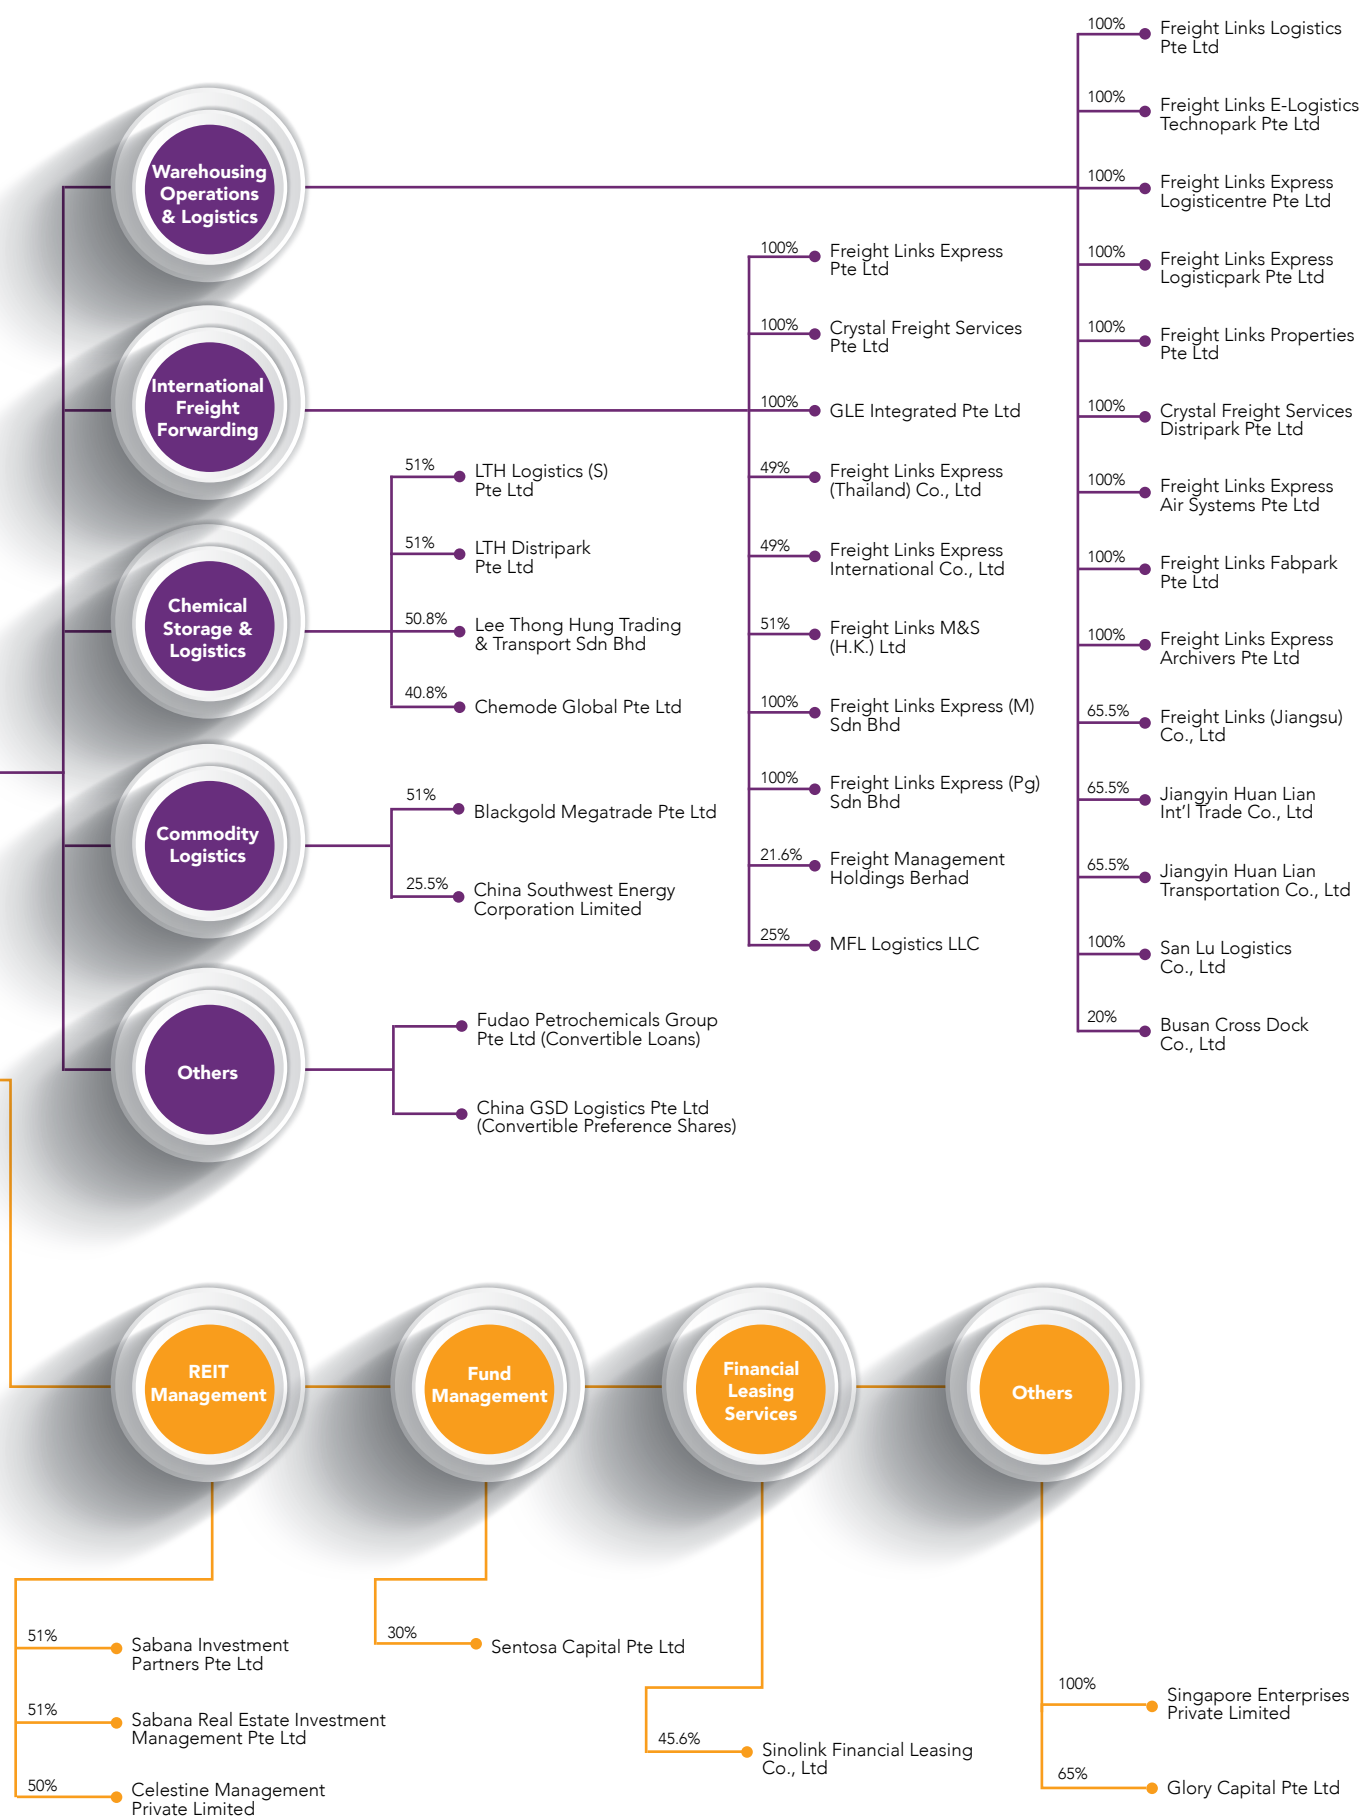 Warehousing
Operations
& Logistics
100%
Freight Links Logistics
Pte Ltd
100%
Freight Links E-Logistics
Technopark Pte Ltd
100%
Freight Links Express
Logisticentre Pte Ltd
100%
Freight Links Express
Logisticpark Pte Ltd
100%
Freight Links Properties
Pte Ltd
100%
Crystal Freight Services
Distripark Pte Ltd
100%
Freight Links Express
Air Systems Pte Ltd
100%
Freight Links Fabpark
Pte Ltd
100%
Freight Links Express
Archivers Pte Ltd
65.5%
Freight Links (Jiangsu)
Co., Ltd
65.5%
Jiangyin Huan Lian
Int'l Trade Co., Ltd
65.5%
Jiangyin Huan Lian
Transportation Co., Ltd
100%
San Lu Logistics
Co., Ltd
20%
Busan Cross Dock
Co., Ltd
International
Freight
Forwarding
100%
Freight Links Express
Pte Ltd
100%
Crystal Freight Services
Pte Ltd
100%
GLE Integrated Pte Ltd
49%
Freight Links Express
(Thailand) Co., Ltd
49%
Freight Links Express
International Co., Ltd
51%
Freight Links M&S
(H.K.) Ltd
100%
Freight Links Express (M)
Sdn Bhd
100%
Freight Links Express (Pg)
Sdn Bhd
21.6%
Freight Management
Holdings Berhad
25%
MFL Logistics LLC
Chemical
Storage &
Logistics
51%
LTH Logistics (S)
Pte Ltd
51%
LTH Distripark
Pte Ltd
50.8%
Lee Thong Hung Trading
& Transport Sdn Bhd
40.8%
Chemode Global Pte Ltd
Commodity
Logistics
51%
Blackgold Megatrade Pte Ltd
25.5%
China Southwest Energy
Corporation Limited
Others
Fudao Petrochemicals Group
Pte Ltd (Convertible Loans)
China GSD Logistics Pte Ltd
(Convertible Preference Shares)
REIT
Management
51%
Sabana Investment
Partners Pte Ltd
51%
Sabana Real Estate Investment
Management Pte Ltd
50%
Celestine Management
Private Limited
Fund
Management
30%
Sentosa Capital Pte Ltd
Financial
Leasing
Services
45.6%
Sinolink Financial Leasing
Co., Ltd
Others
100%
Singapore Enterprises
Private Limited
65%
Glory Capital Pte Ltd